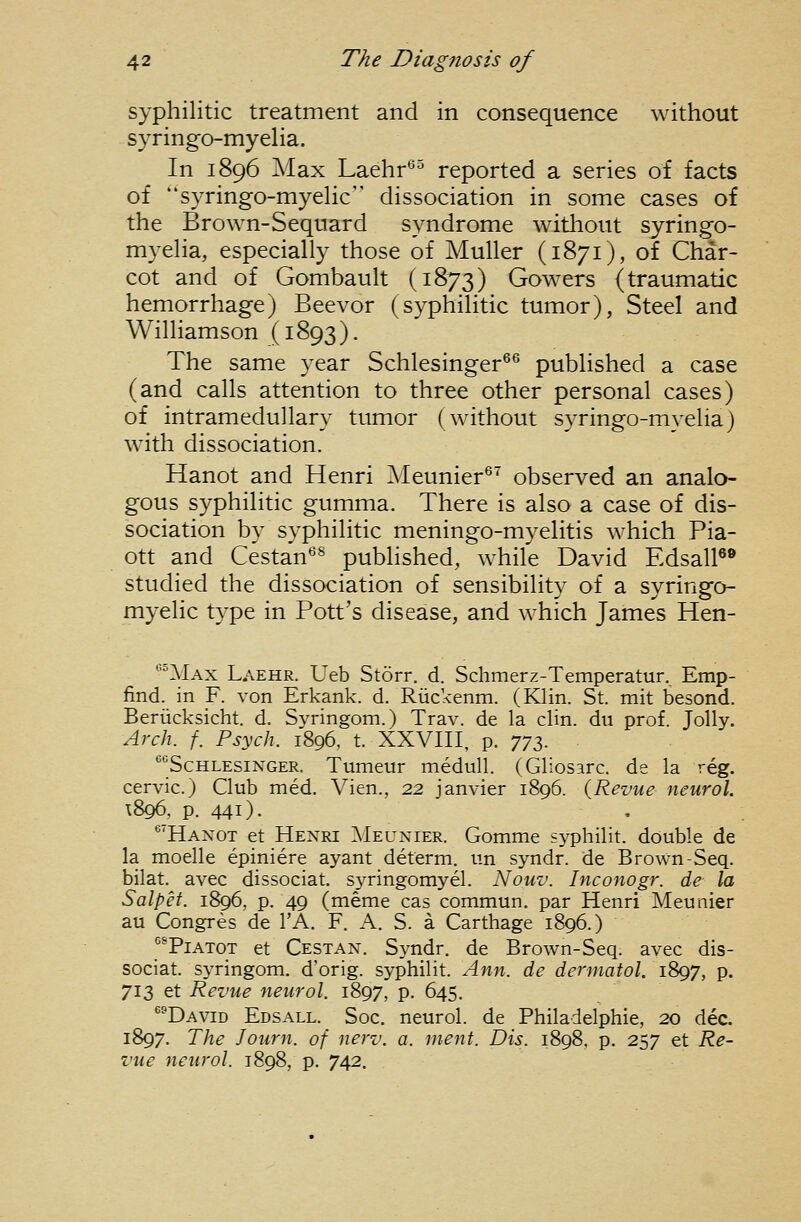 42 The Diagnosis of
syphilitic treatment and in consequence without
syringo-myelia.
In 1896 Max Laehr⁶⁵ reported a series of facts
of "syringo-myelic" dissociation in some cases of
the Brown-Sequard syndrome without syringo-
myelia, especially those of Muller (1871), of Char-
cot and of Gombault (1873) Gowers (traumatic
hemorrhage) Beevor (syphilitic tumor), Steel and
Williamson (1893).
The same year Schlesinger⁶⁶ published a case
(and calls attention to three other personal cases)
of intramedullary tumor (without syringo-myelia)
with dissociation.
Hanot and Henri Meunier⁶⁷ observed an analo-
gous syphilitic gumma. There is also a case of dis-
sociation by syphilitic meningo-myelitis which Pia-
ott and Cestan⁶⁸ published, while David Edsall⁶⁹
studied the dissociation of sensibility of a syringo-
myelic type in Pott's disease, and which James Hen-
⁶⁵Max Laehr. Ueb Störr. d. Schmerz-Temperatur. Emp-
find. in F. von Erkank. d. Rückenm. (Klin. St. mit besond.
Berücksicht. d. Syringom.) Trav. de la clin. du prof. Jolly.
Arch. f. Psych. 1896, t. XXVIII, p. 773.
⁶⁶Schlesinger. Tumeur médull. (Gliosarc. de la rég.
cervic.) Club méd. Vien., 22 janvier 1896. (Revue neurol.
1896, p. 441).
⁶⁷Hanot et Henri Meunier. Gomme syphilit. double de
la moelle épiniére ayant déterm. un syndr. de Brown-Seq.
bilat. avec dissociat. syringomyél. Nouv. Inconogr. de la
Salpêt. 1896, p. 49 (même cas commun. par Henri Meunier
au Congrès de l'A. F. A. S. à Carthage 1896.)
⁶⁸Piatot et Cestan. Syndr. de Brown-Seq. avec dis-
sociat. syringom. d'orig. syphilit. Ann. de dermatol. 1897, p.
713 et Revue neurol. 1897, p. 645.
⁶⁹David Edsall. Soc. neurol. de Philadelphie, 20 déc.
1897. The Journ. of nerv. a. ment. Dis. 1898, p. 257 et Re-
vue neurol. 1898, p. 742.